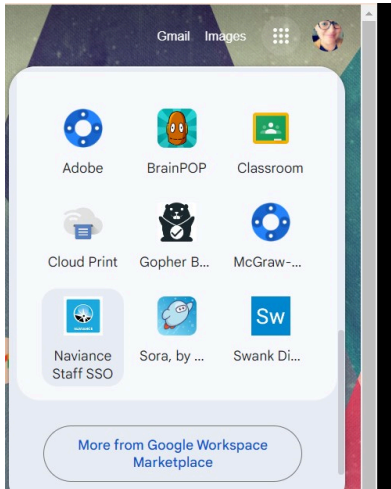 Gmail Images
Adobe BrainPOP Classroom
Cloud Print Gopher B... McGraw-...
NAVIANCE Sw
Naviance Sora, by ... Swank Di...
Staff SSO
More from Google Workspace
Marketplace